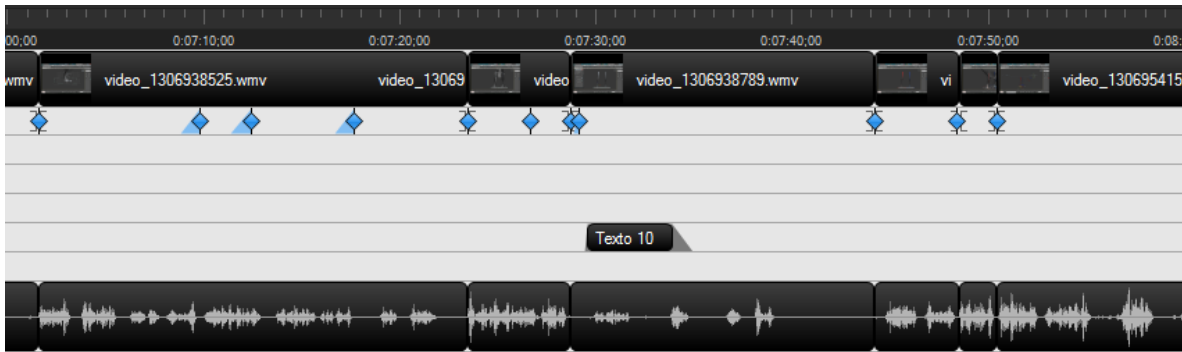 00;00 0:07:10;00 0:07:20;00 0:07:30;00 0:07:40;00 0:07:50;00 0:08:
wmv video_1306938525.wmv video_13069 video video_1306938789.wmv vi video_130695415
Texto 10